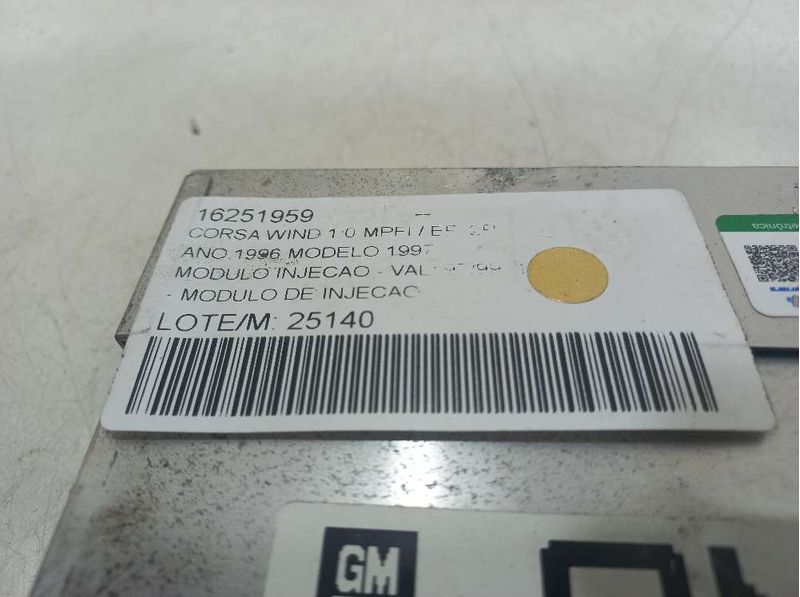 16251959 --
CORSA WIND 1.0 MPFI / EF
ANO 1996 MODELO 1997
MODULO INJECAO - VAL
- MODULO DE INJECAO
LOTE/M: 25140
etrônica
GM